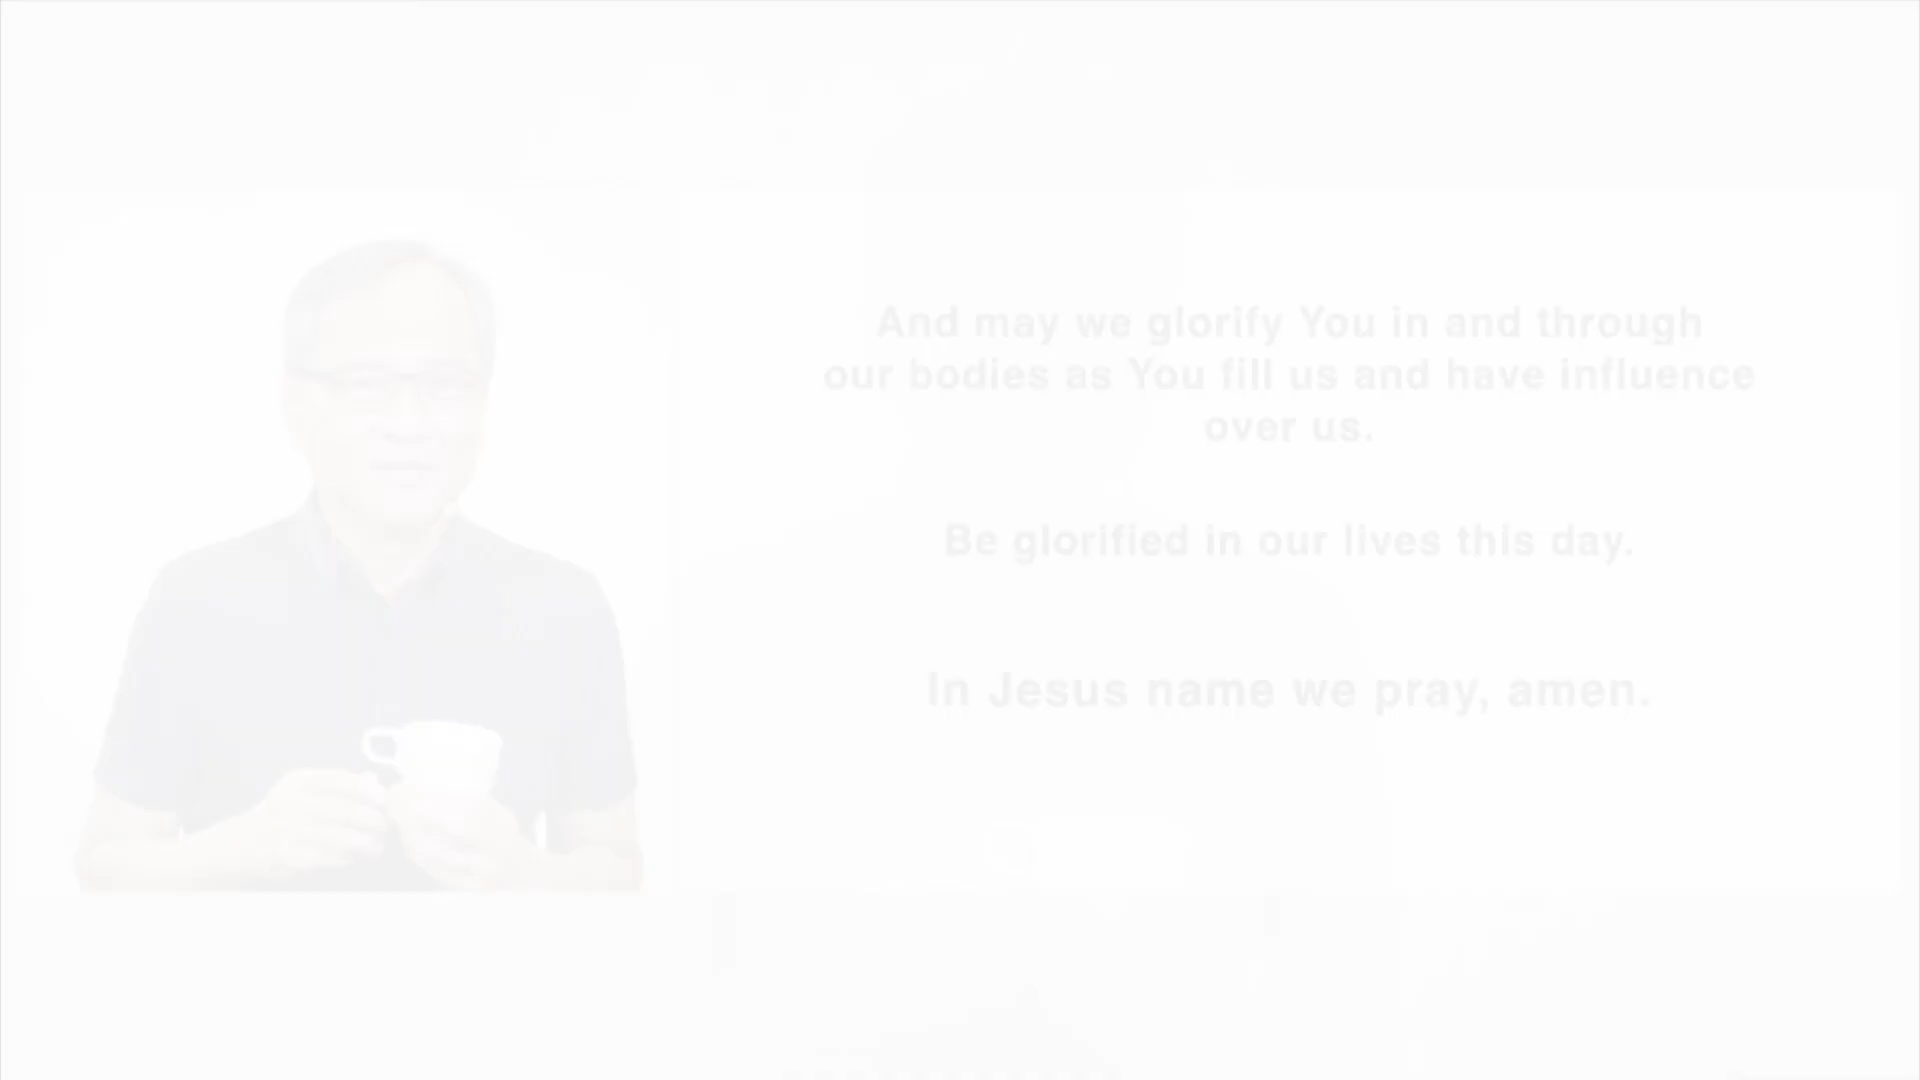 And may we glorify You in and through
our bodies as You fill us and have influence
over us.
Be glorified in our lives this day.
In Jesus name we pray, amen.